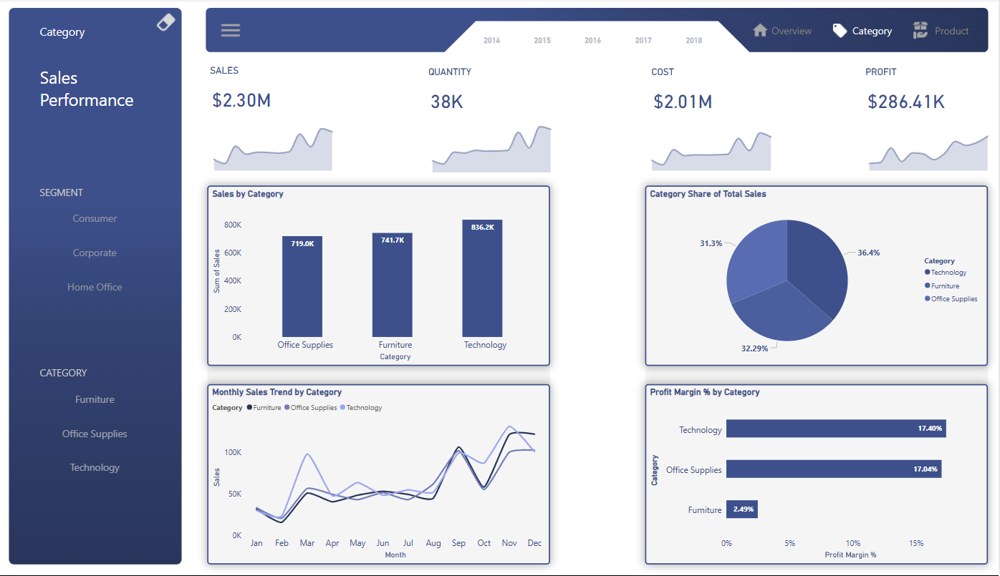 Category
Sales
Performance
SEGMENT
Consumer
Corporate
Home Office
CATEGORY
Furniture
Office Supplies
Technology
2014 2015 2016 2017 2018
Overview Category Product
SALES
$2.30M
QUANTITY
38K
COST
$2.01M
PROFIT
$286.41K
Sales by Category
Sum of Sales
800K
600K
400K
200K
0K
719.0K 741.7K 836.2K
Office Supplies Furniture Technology
Category
Category Share of Total Sales
31.3%
36.4%
32.29%
Category
Technology
Furniture
Office Supplies
Monthly Sales Trend by Category
Category Furniture Office Supplies Technology
Sales
100K
50K
0K
Jan Feb Mar Apr May Jun Jul Aug Sep Oct Nov Dec
Month
Profit Margin % by Category
Category
Technology 17.40%
Office Supplies 17.04%
Furniture 2.49%
0% 5% 10% 15%
Profit Margin %